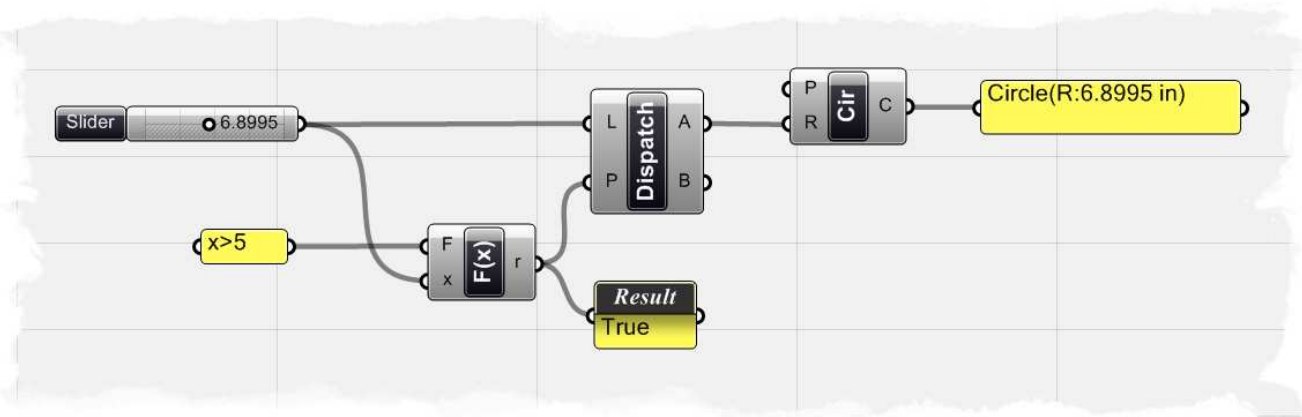 Slider 6.8995
x>5
F
x
F(x)
r
L
P
Dispatch
A
B
Result
True
P
R
Cir
C
Circle(R:6.8995 in)